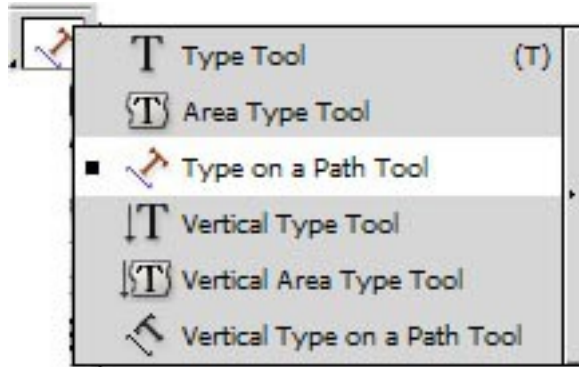 Type Tool (T)
Area Type Tool
Type on a Path Tool
Vertical Type Tool
Vertical Area Type Tool
Vertical Type on a Path Tool